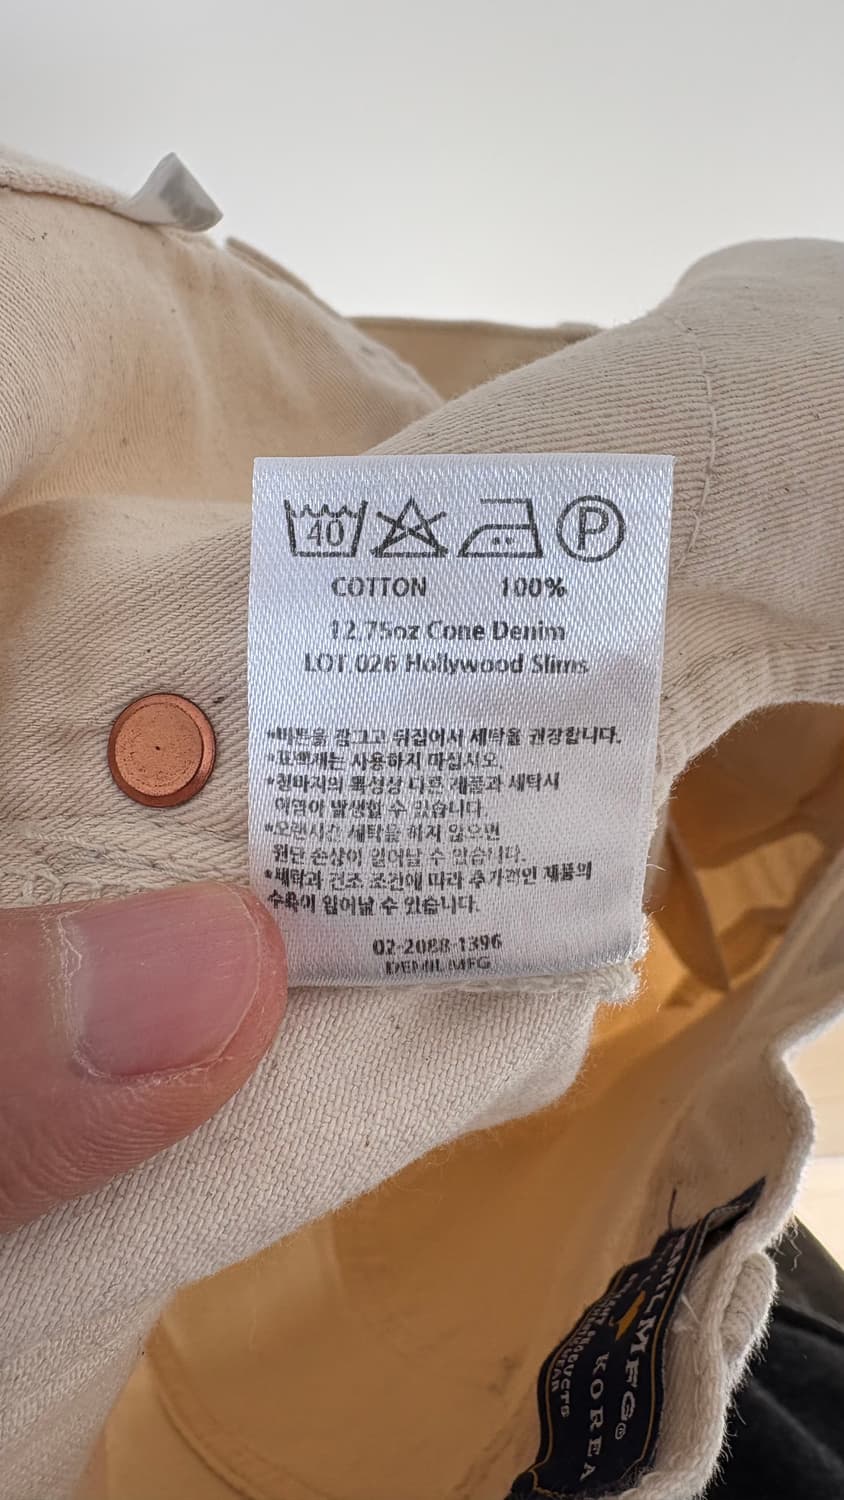 40 P
COTTON 100%
12.75oz Cone Denim
LOT 026 Hollywood Slims
*버튼을 잠그고 뒤집어서 세탁을 권장합니다.
*표백제는 사용하지 마십시오.
*청바지의 특성상 다른 제품과 세탁시
이염이 발생할 수 있습니다.
*오랜시간 세탁을 하지 않으면
원단 손상이 일어날 수 있습니다.
*세탁과 건조 조건에 따라 추가적인 제품의
수축이 일어날 수 있습니다.
02-2088-1396
DEMIL MFG
DEMIL MFG®
KOREA